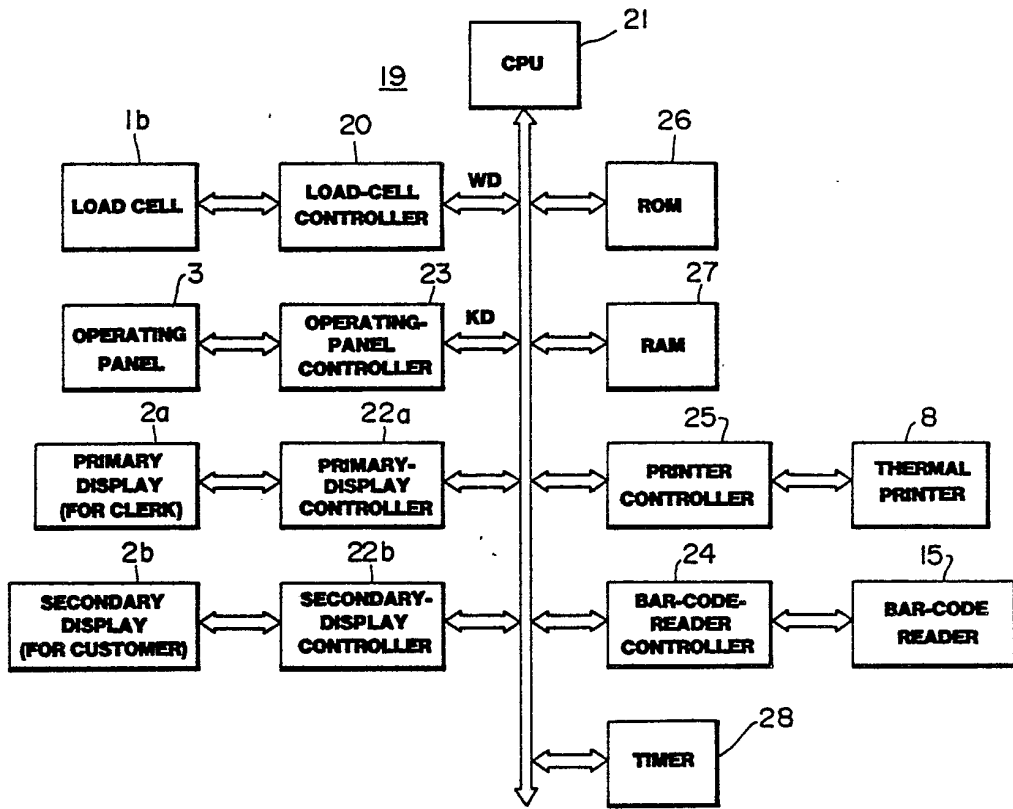 21
CPU
19
1b
20
26
LOAD CELL
LOAD-CELL
CONTROLLER
WD
ROM
3
23
27
OPERATING
PANEL
OPERATING-
PANEL
CONTROLLER
KD
RAM
2a
22a
25
8
PRIMARY
DISPLAY
(FOR CLERK)
PRIMARY-
DISPLAY
CONTROLLER
PRINTER
CONTROLLER
THERMAL
PRINTER
2b
22b
24
15
SECONDARY
DISPLAY
(FOR CUSTOMER)
SECONDARY-
DISPLAY
CONTROLLER
BAR-CODE-
READER
CONTROLLER
BAR-CODE
READER
TIMER
28